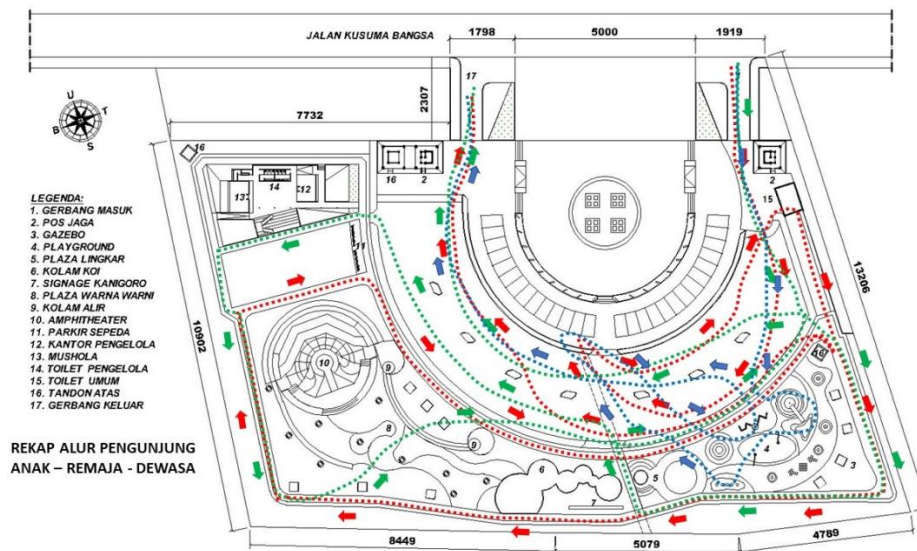 JALAN KUSUMA BANGSA
1798
5000
1919
17
1
2307
7732
U
T
B
S
16
16
2
2
15
13
14
12
11
10902
13206
LEGENDA:
1. GERBANG MASUK
2. POS JAGA
3. GAZEBO
4. PLAYGROUND
5. PLAZA LINGKAR
6. KOLAM KOI
7. SIGNAGE KANIGORO
8. PLAZA WARNA WARNI
9. KOLAM ALIR
10. AMPHITHEATER
11. PARKIR SEPEDA
12. KANTOR PENGELOLA
13. MUSHOLA
14. TOILET PENGELOLA
15. TOILET UMUM
16. TANDON ATAS
17. GERBANG KELUAR
10
9
16
8
9
4
3
6
5
7
REKAP ALUR PENGUNJUNG
ANAK – REMAJA - DEWASA
8449
5079
4789